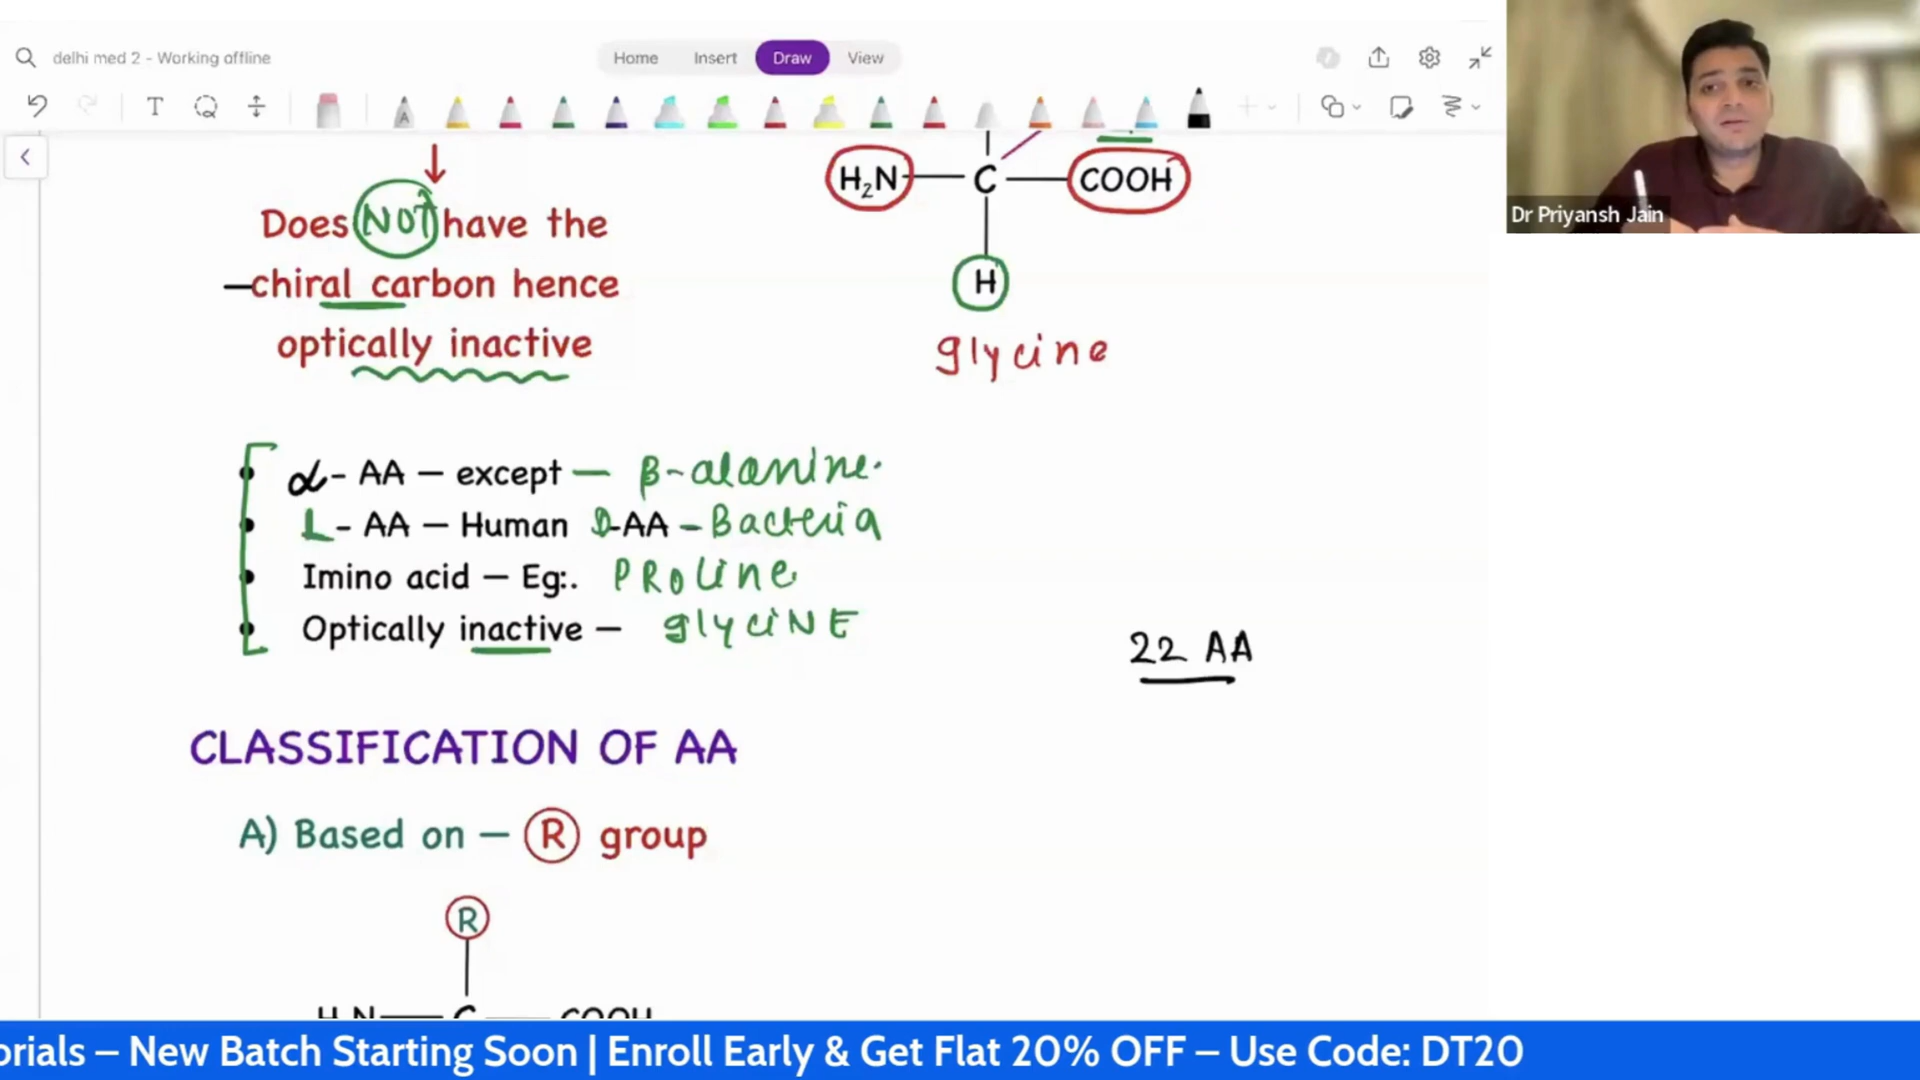 delhi med 2 - Working offline
Home Insert Draw View
T
A
Does NOT have the
chiral carbon hence
optically inactive
H₂N C COOH
H
glycine
α - AA – except – β-alanine.
L - AA – Human D-AA – Bacteria
Imino acid – Eg:. PROline
Optically inactive – glyciNE
22 AA
CLASSIFICATION OF AA
A) Based on – R group
R
H N C COOH
Dr Priyansh Jain
orials – New Batch Starting Soon | Enroll Early & Get Flat 20% OFF – Use Code: DT20